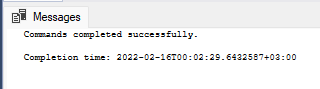 Messages
Commands completed successfully.
Completion time: 2022-02-16T00:02:29.6432587+03:00